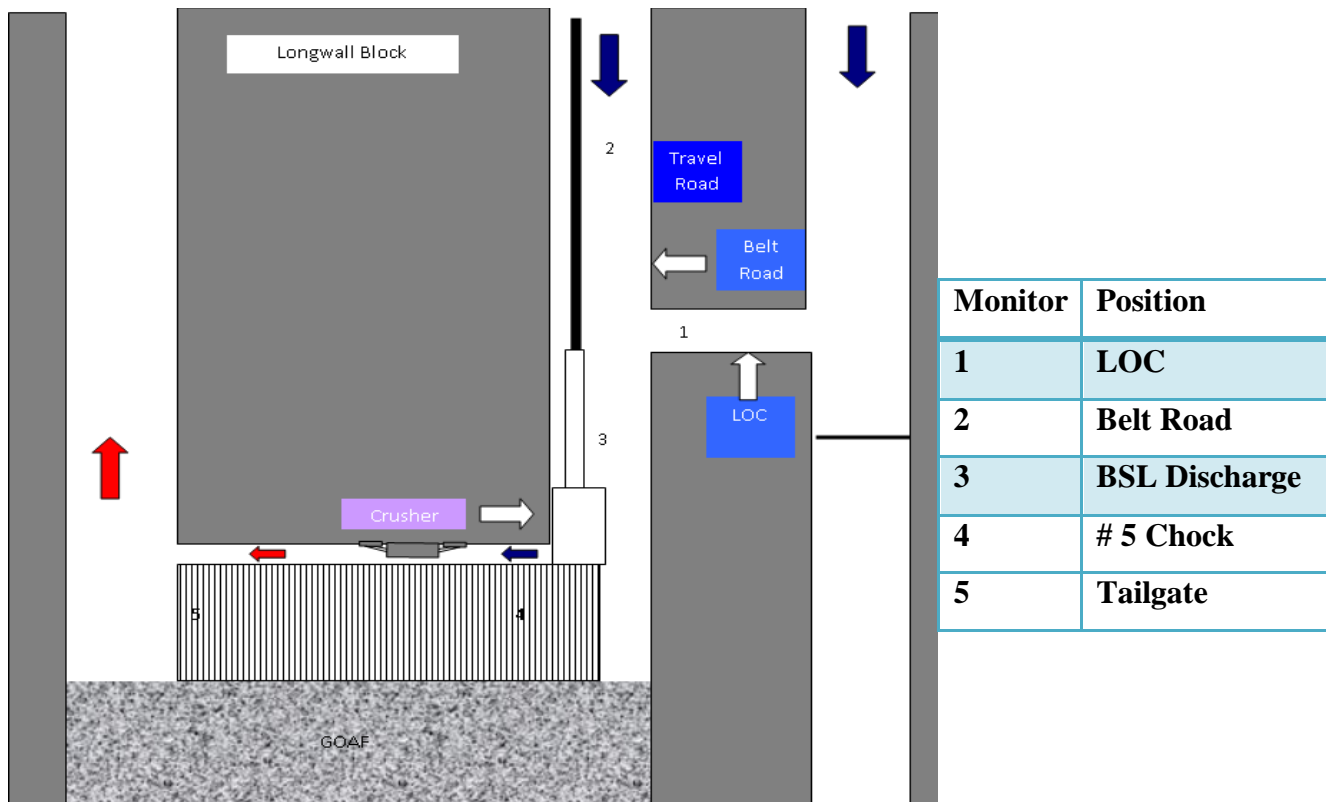 Longwall Block
2
Travel
Road
Belt
Road
1
LOC
3
Crusher
5
4
GOAF
Monitor Position
1 LOC
2 Belt Road
3 BSL Discharge
4 # 5 Chock
5 Tailgate